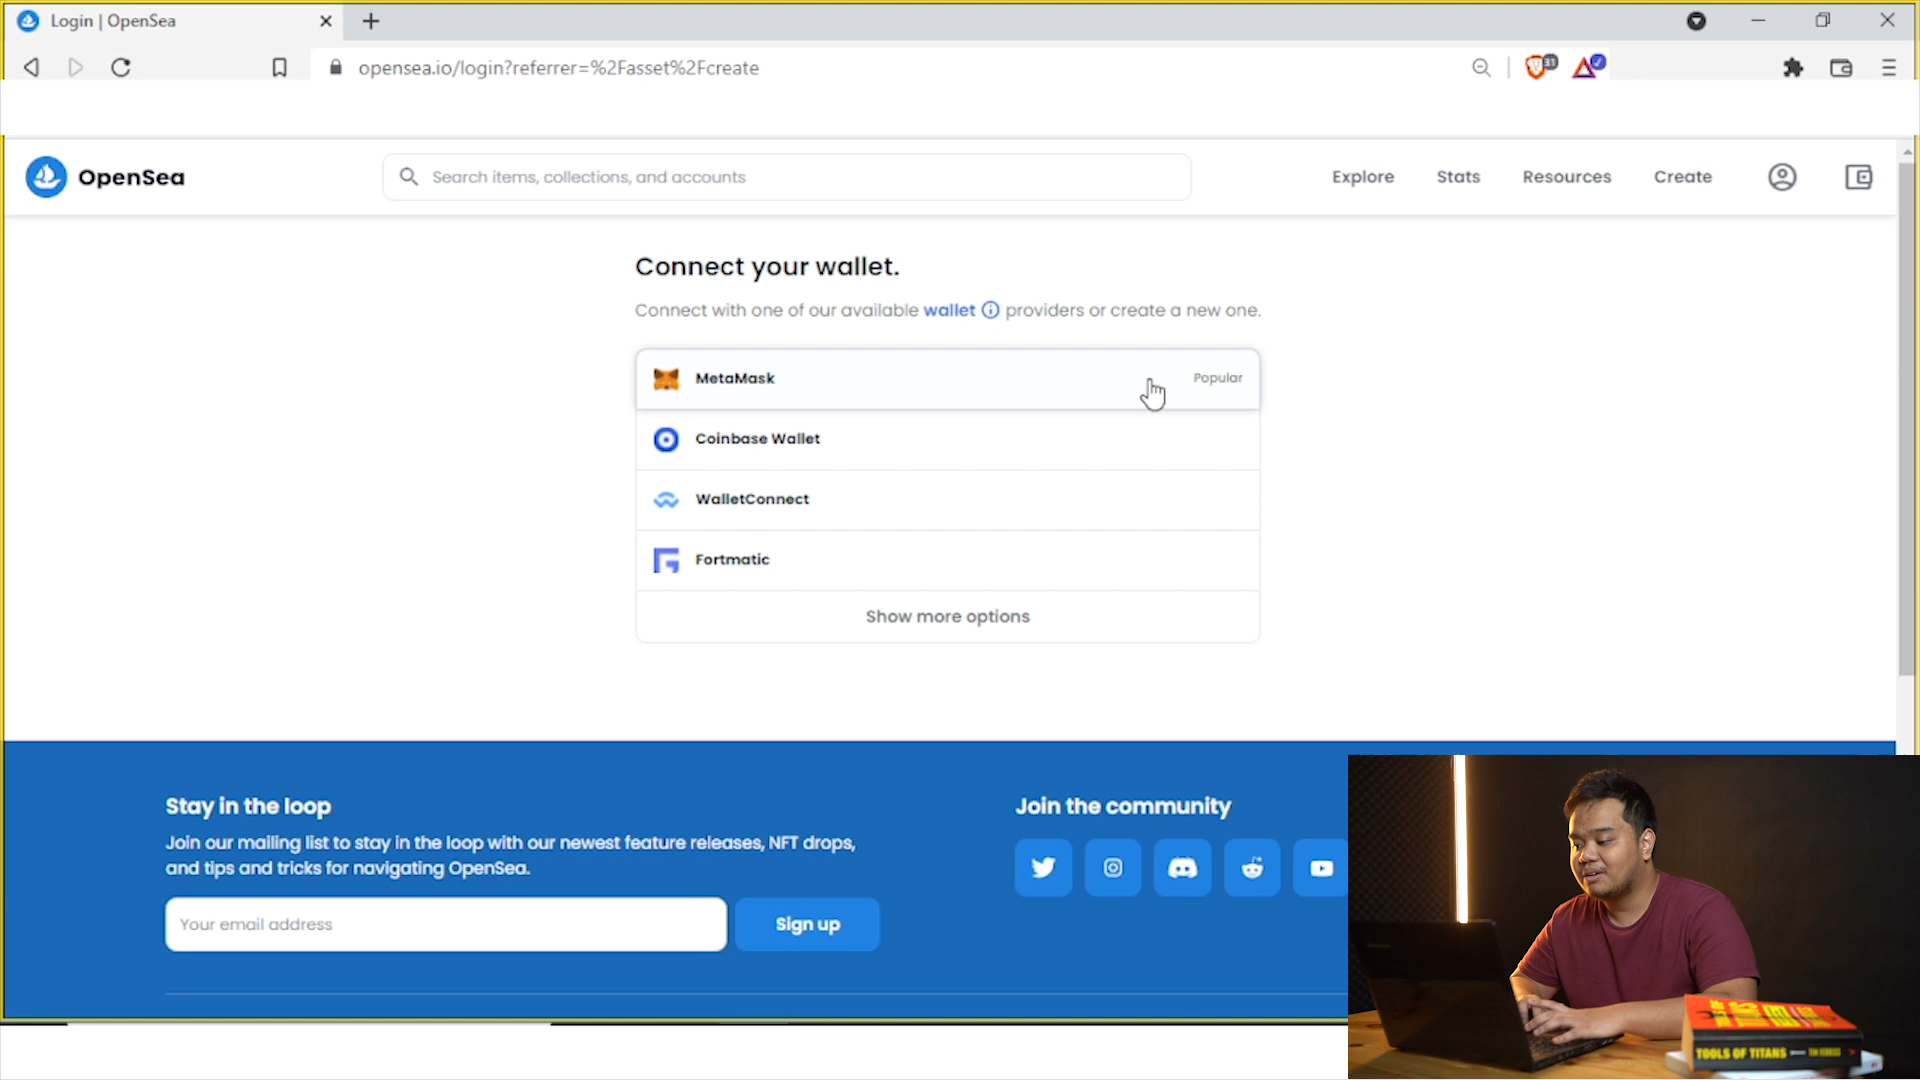 Login | OpenSea
opensea.io/login?referrer=%2Fasset%2Fcreate
31
OpenSea
Search items, collections, and accounts
Explore
Stats
Resources
Create
Connect your wallet.
Connect with one of our available wallet providers or create a new one.
MetaMask
Popular
Coinbase Wallet
WalletConnect
Fortmatic
Show more options
Stay in the loop
Join our mailing list to stay in the loop with our newest feature releases, NFT drops,
and tips and tricks for navigating OpenSea.
Your email address
Sign up
Join the community
TOOLS OF TITANS
TIM FERRISS